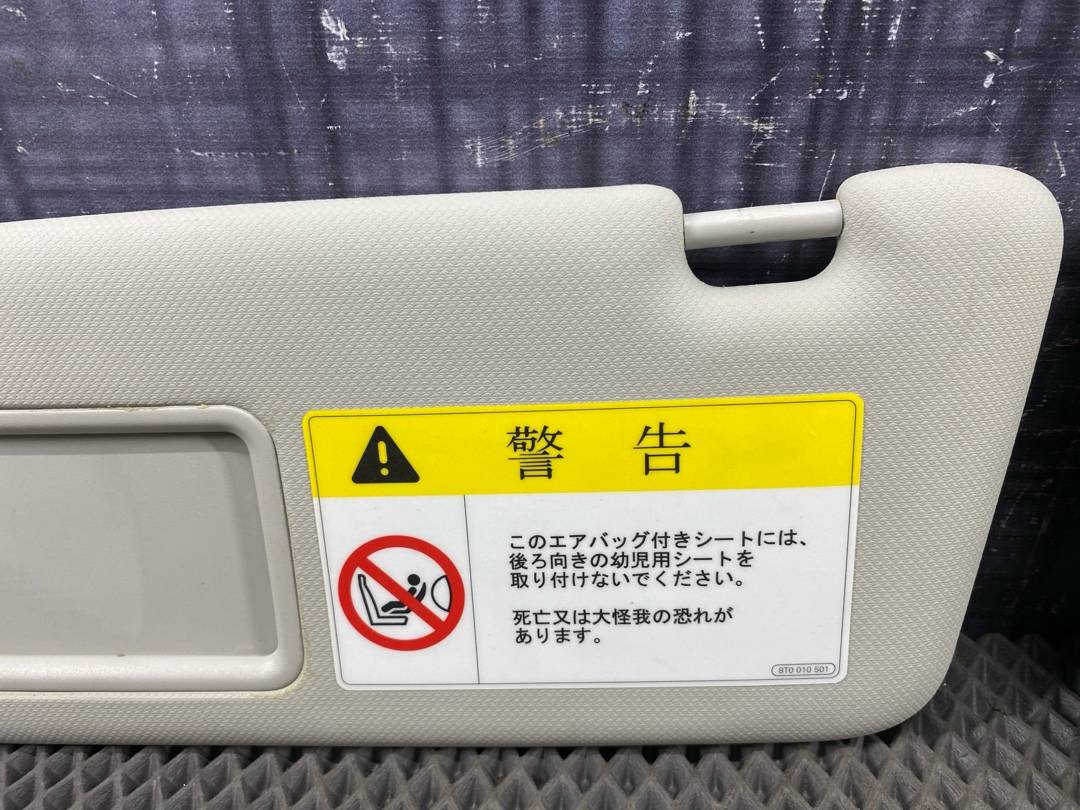 警告
このエアバッグ付きシートには、
後ろ向きの幼児用シートを
取り付けないでください。
死亡又は大怪我の恐れが
あります。
8T0 010 501